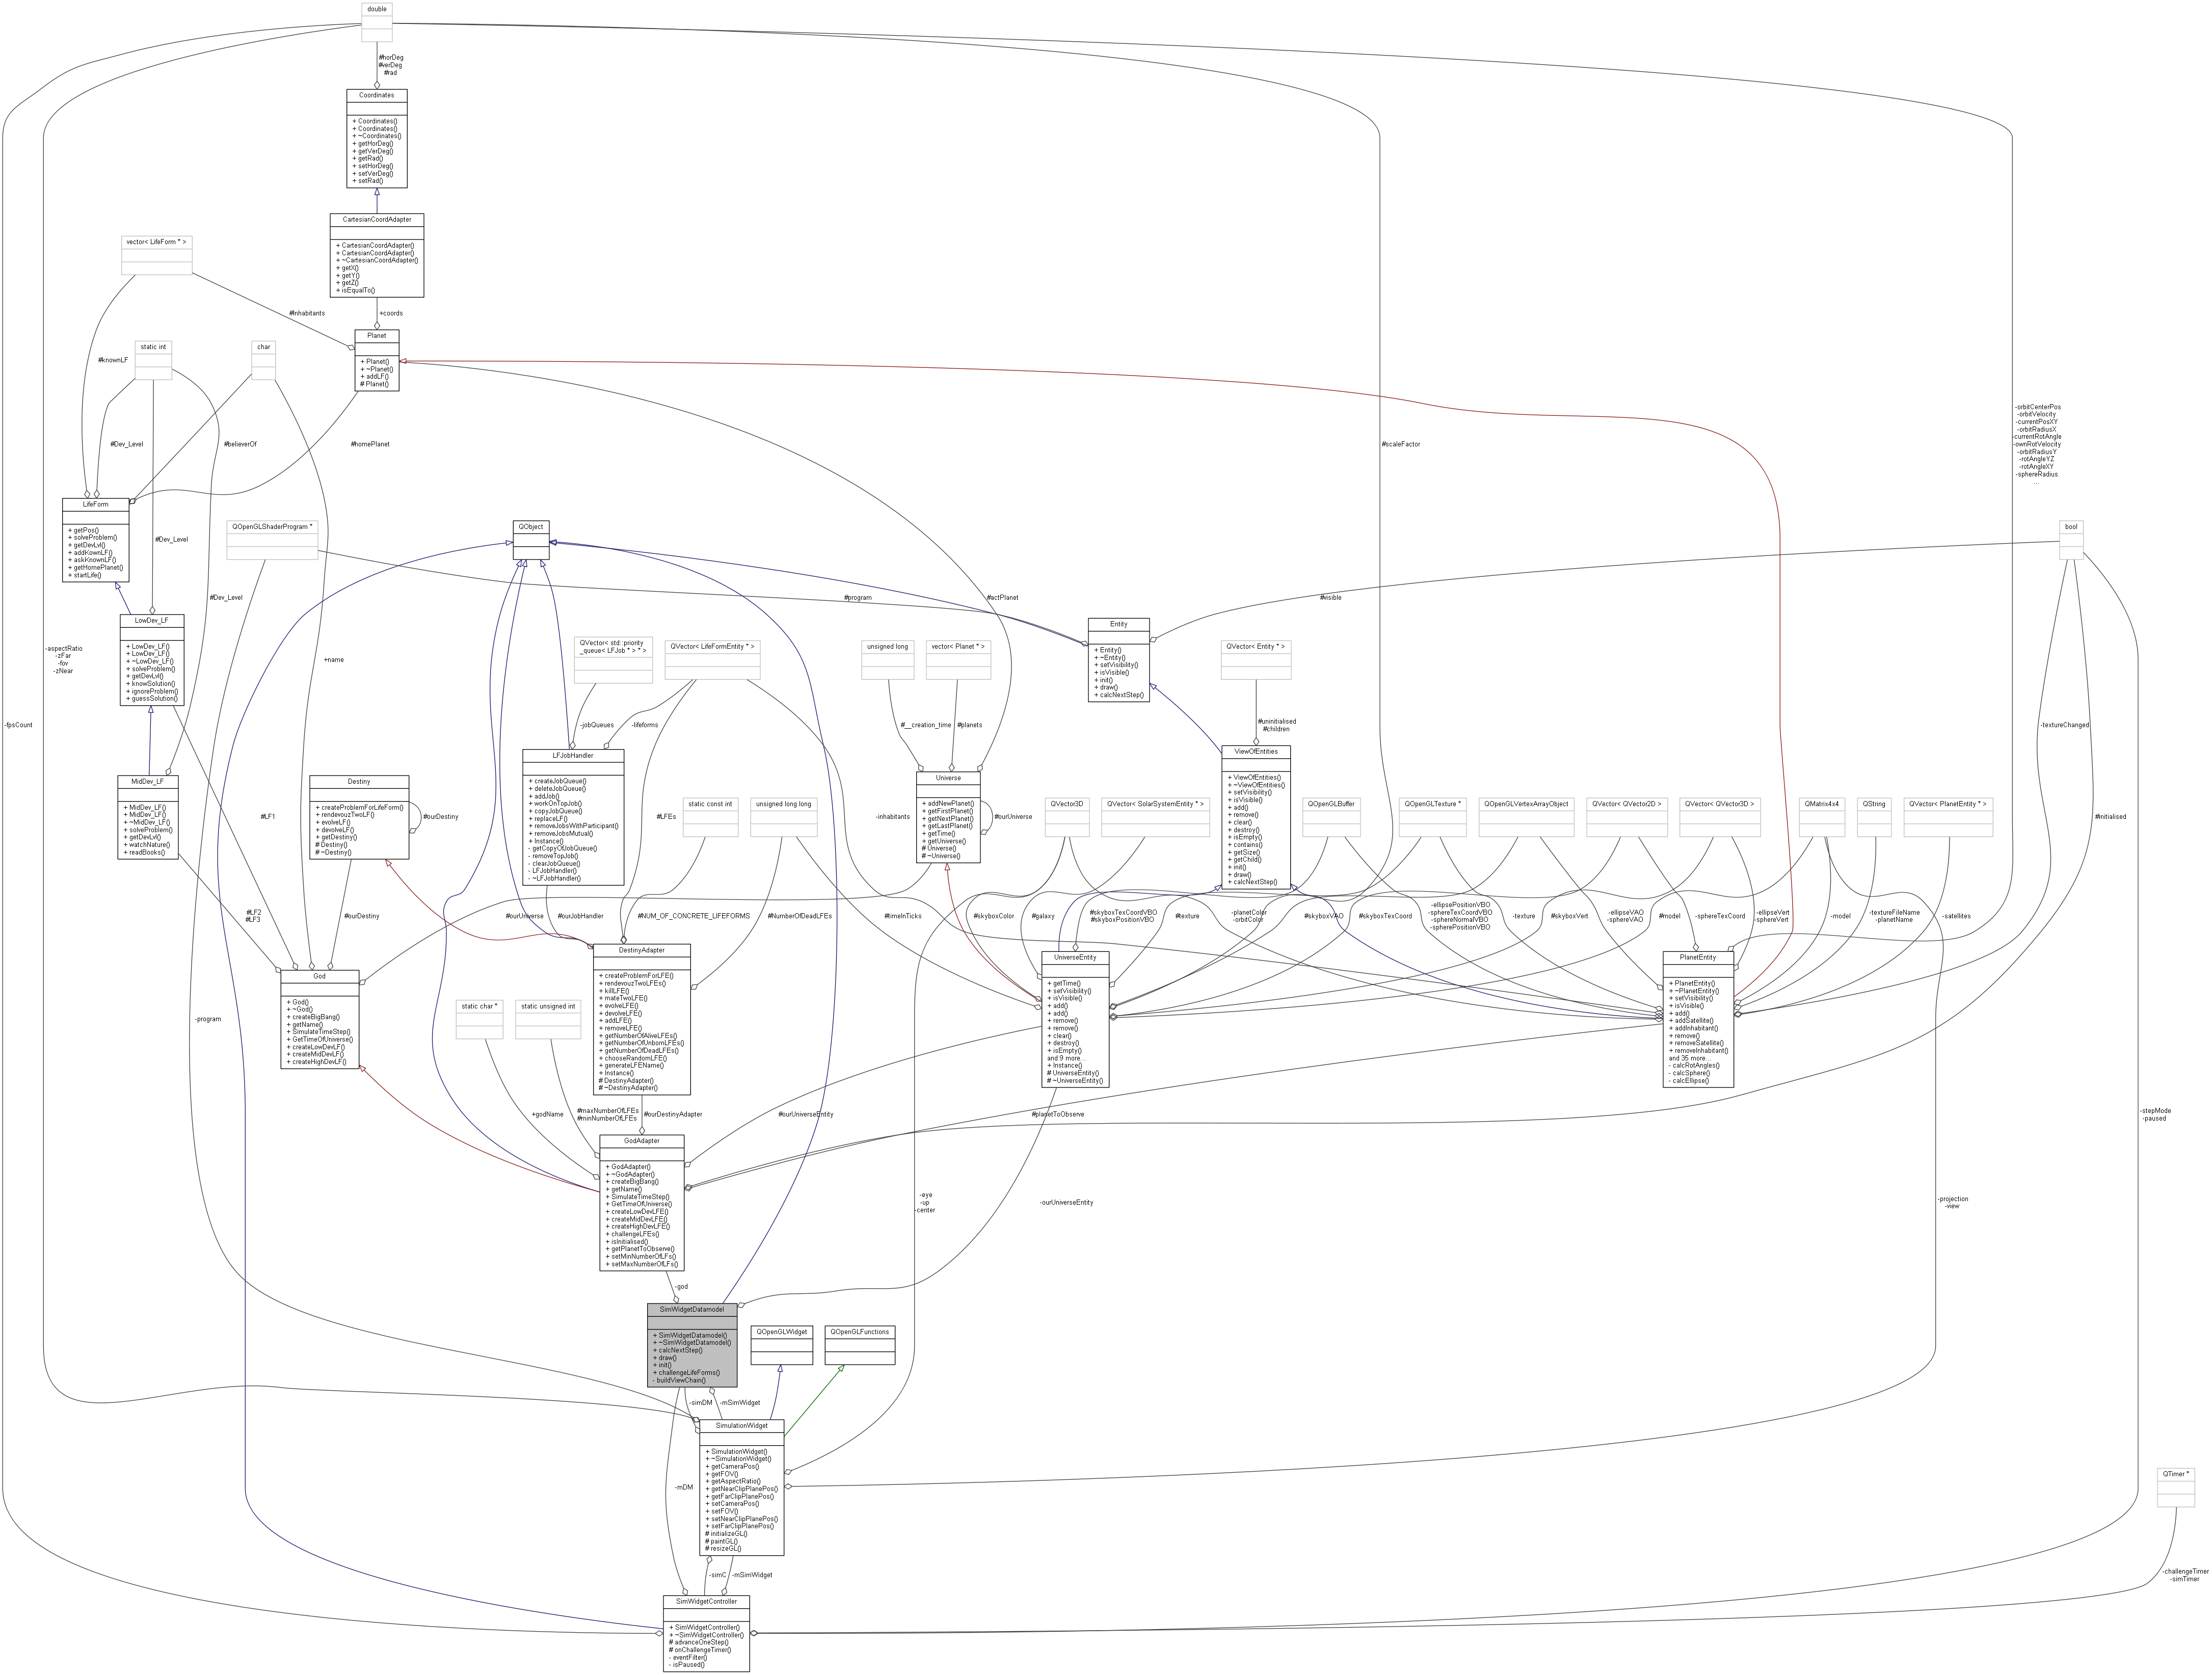 double
#horDeg
#verDeg
#rad
Coordinates
+ Coordinates()
+ Coordinates()
+ ~Coordinates()
+ getHorDeg()
+ getVerDeg()
+ getRad()
+ setHorDeg()
+ setVerDeg()
+ setRad()
CartesianCoordAdapter
+ CartesianCoordAdapter()
+ CartesianCoordAdapter()
+ ~CartesianCoordAdapter()
+ getX()
+ getY()
+ getZ()
+ isEqualTo()
vector< LifeForm * >
#Inhabitants
+coords
Planet
+ Planet()
+ ~Planet()
+ addLF()
# Planet()
static int
char
#knownLF
#Dev_Level
#believerOf
#homePlanet
#scaleFactor
-orbitCenterPos
-orbitVelocity
-currentPosXY
-orbitRadiusX
-currentRotAngle
-ownRotVelocity
-orbitRadiusY
-rotAngleYZ
-rotAngleXY
-sphereRadius
...
LifeForm
+ getPos()
+ solveProblem()
+ getDevLvl()
+ addKownLF()
+ askKnownLF()
+ getHomePlanet()
+ startLife()
QOpenGLShaderProgram *
#Dev_Level
QObject
bool
#Dev_Level
#program
#actPlanet
#visible
LowDev_LF
+ LowDev_LF()
+ LowDev_LF()
+ ~LowDev_LF()
+ solveProblem()
+ getDevLvl()
+ knowSolution()
+ ignoreProblem()
+ guessSolution()
Entity
+ Entity()
+ ~Entity()
+ setVisibility()
+ isVisible()
+ init()
+ draw()
+ calcNextStep()
-aspectRatio
-zFar
-fov
-zNear
+name
QVector< std::priority
_queue< LFJob * > * >
QVector< LifeFormEntity * >
unsigned long
vector< Planet * >
QVector< Entity * >
-fpsCount
-jobQueues
-lifeforms
#__creation_time
#planets
#uninitialised
#children
-textureChanged
MidDev_LF
+ MidDev_LF()
+ MidDev_LF()
+ ~MidDev_LF()
+ solveProblem()
+ getDevLvl()
+ watchNature()
+ readBooks()
#LF1
Destiny
+ createProblemForLifeForm()
+ rendevouzTwoLF()
+ evolveLF()
+ devolveLF()
+ getDestiny()
# Destiny()
# ~Destiny()
#ourDestiny
LFJobHandler
+ createJobQueue()
+ deleteJobQueue()
+ addJob()
+ workOnTopJob()
+ copyJobQueue()
+ replaceLF()
+ removeJobsWithParticipant()
+ removeJobsMutual()
+ Instance()
- getCopyOfJobQueue()
- removeTopJob()
- clearJobQueue()
- LFJobHandler()
- ~LFJobHandler()
#LFEs
static const int
unsigned long long
-inhabitants
Universe
+ addNewPlanet()
+ getFirstPlanet()
+ getNextPlanet()
+ getLastPlanet()
+ getTime()
+ getUniverse()
# Universe()
# ~Universe()
#ourUniverse
QVector3D
QVector< SolarSystemEntity * >
ViewOfEntities
+ ViewOfEntities()
+ ~ViewOfEntities()
+ setVisibility()
+ isVisible()
+ add()
+ remove()
+ clear()
+ destroy()
+ isEmpty()
+ contains()
+ getSize()
+ getChild()
+ init()
+ draw()
+ calcNextStep()
QOpenGLBuffer
QOpenGLTexture *
QOpenGLVertexArrayObject
QVector< QVector2D >
QVector< QVector3D >
QMatrix4x4
QString
QVector< PlanetEntity * >
#initialised
#LF2
#LF3
#ourDestiny
#ourUniverse
#ourJobHandler
#NUM_OF_CONCRETE_LIFEFORMS
#NumberOfDeadLFEs
#timeInTicks
#skyboxColor
#galaxy
#skyboxTexCoordVBO
#skyboxPositionVBO
#texture
-planetColor
-orbitColor
#skyboxVAO
#skyboxTexCoord
-ellipsePositionVBO
-sphereTexCoordVBO
-sphereNormalVBO
-spherePositionVBO
-texture
#skyboxVert
-ellipseVAO
-sphereVAO
#model
-sphereTexCoord
-ellipseVert
-sphereVert
-model
-textureFileName
-planetName
-satellites
God
+ God()
+ ~God()
+ createBigBang()
+ getName()
+ SimulateTimeStep()
+ GetTimeOfUniverse()
+ createLowDevLF()
+ createMidDevLF()
+ createHighDevLF()
static char *
static unsigned int
DestinyAdapter
+ createProblemForLFE()
+ rendevouzTwoLFEs()
+ killLFE()
+ mateTwoLFE()
+ evolveLFE()
+ devolveLFE()
+ addLFE()
+ removeLFE()
+ getNumberOfAliveLFEs()
+ getNumberOfUnbornLFEs()
+ getNumberOfDeadLFEs()
+ chooseRandomLFE()
+ generateLFEName()
+ Instance()
# DestinyAdapter()
# ~DestinyAdapter()
UniverseEntity
+ getTime()
+ setVisibility()
+ isVisible()
+ add()
+ add()
+ remove()
+ remove()
+ clear()
+ destroy()
+ isEmpty()
and 9 more...
+ Instance()
# UniverseEntity()
# ~UniverseEntity()
PlanetEntity
+ PlanetEntity()
+ ~PlanetEntity()
+ setVisibility()
+ isVisible()
+ add()
+ addSatellite()
+ addInhabitant()
+ remove()
+ removeSatellite()
+ removeInhabitant()
and 35 more...
- calcRotAngles()
- calcSphere()
- calcEllipse()
-program
+godName
#maxNumberOfLFEs
#minNumberOfLFEs
#ourDestinyAdapter
#ourUniverseEntity
#planetToObserve
-stepMode
-paused
GodAdapter
+ GodAdapter()
+ ~GodAdapter()
+ createBigBang()
+ getName()
+ SimulateTimeStep()
+ GetTimeOfUniverse()
+ createLowDevLFE()
+ createMidDevLFE()
+ createHighDevLFE()
+ challengeLFEs()
+ isInitialised()
+ getPlanetToObserve()
+ setMinNumberOfLFs()
+ setMaxNumberOfLFs()
-eye
-up
-center
-ourUniverseEntity
-projection
-view
-god
SimWidgetDatamodel
+ SimWidgetDatamodel()
+ ~SimWidgetDatamodel()
+ calcNextStep()
+ draw()
+ init()
+ challengeLifeForms()
- buildViewChain()
QOpenGLWidget
QOpenGLFunctions
-simDM
-mSimWidget
SimulationWidget
+ SimulationWidget()
+ ~SimulationWidget()
+ getCameraPos()
+ getFOV()
+ getAspectRatio()
+ getNearClipPlanePos()
+ getFarClipPlanePos()
+ setCameraPos()
+ setFOV()
+ setNearClipPlanePos()
+ setFarClipPlanePos()
# initializeGL()
# paintGL()
# resizeGL()
-mDM
QTimer *
-simC
-mSimWidget
-challengeTimer
-simTimer
SimWidgetController
+ SimWidgetController()
+ ~SimWidgetController()
# advanceOneStep()
# onChallengeTimer()
- eventFilter()
- isPaused()